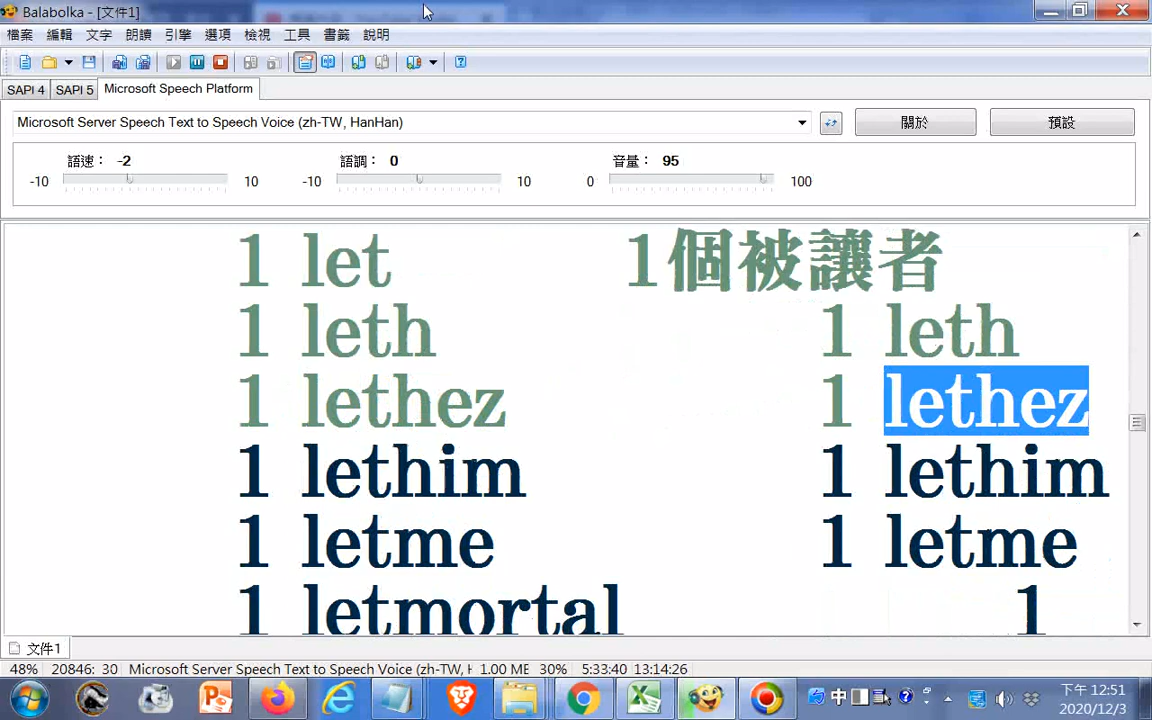 Balabolka - [文件1]
檔案 編輯 文字 朗讀 引擎 選項 檢視 工具 書籤 說明
SAPI 4 SAPI 5 Microsoft Speech Platform
Microsoft Server Speech Text to Speech Voice (zh-TW, HanHan) 關於 預設
語速： -2 語調： 0 音量： 95
-10 10 -10 10 0 100
1 let 1個被讓者
1 leth 1 leth
1 lethez 1 lethez
1 lethim 1 lethim
1 letme 1 letme
1 letmortal 1
文件1
48% 20846: 30 Microsoft Server Speech Text to Speech Voice (zh-TW, H 1.00 ME 30% 5:33:40 13:14:26
中 下午 12:51
2020/12/3